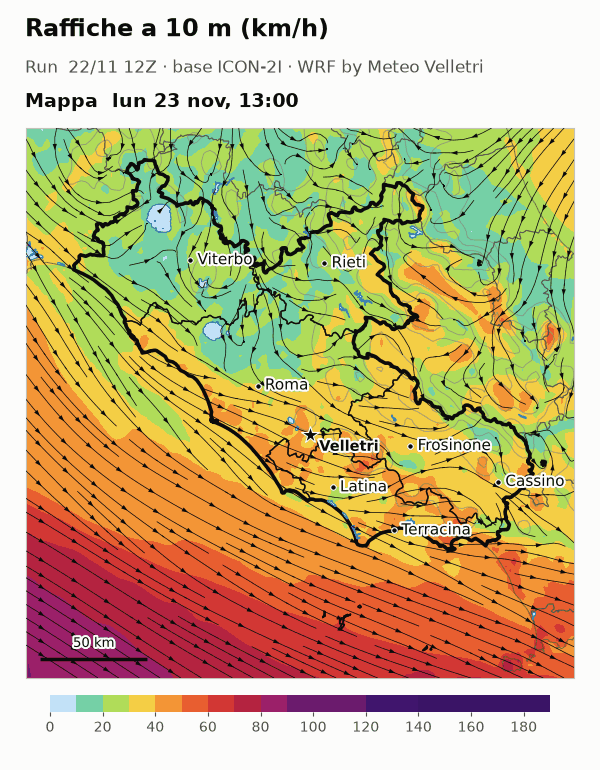 Raffiche a 10 m (km/h)
Run  22/11 12Z · base ICON-2I · WRF by Meteo Velletri
Mappa  lun 23 nov, 13:00
Viterbo
Rieti
Roma
Velletri
Frosinone
Cassino
Latina
Terracina
50 km
0 20 40 60 80 100 120 140 160 180